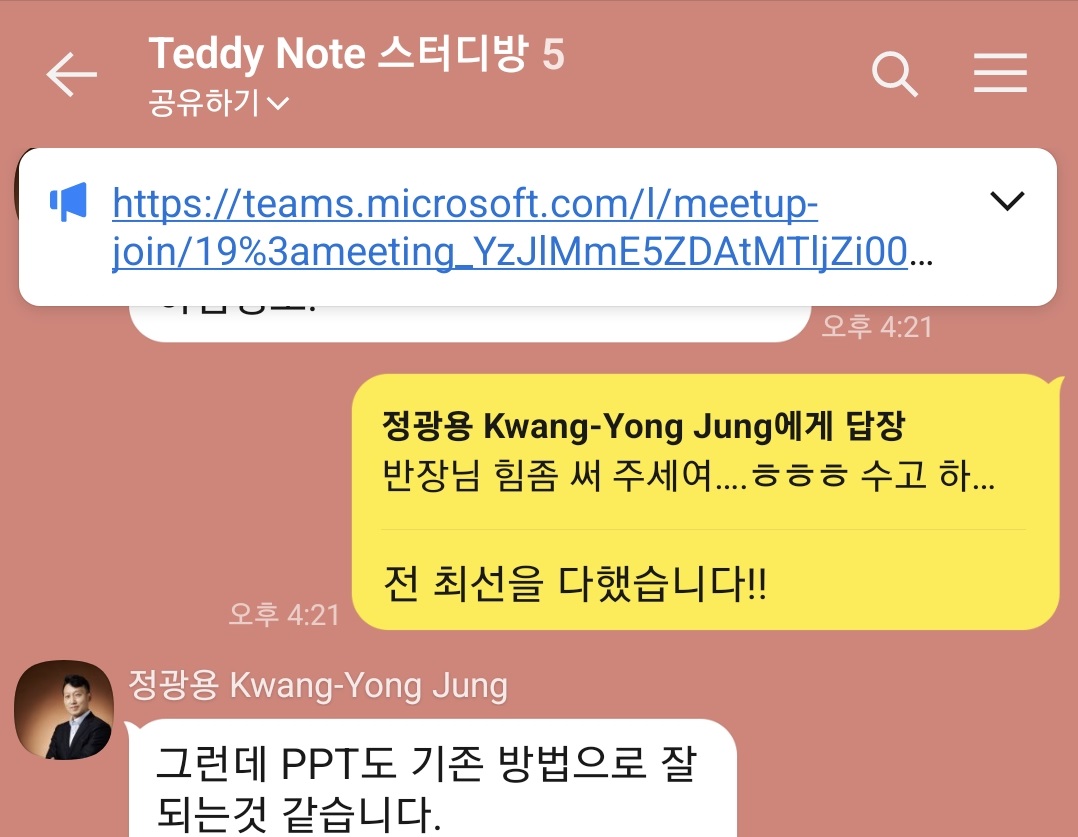 Teddy Note 스터디방 5
공유하기
https://teams.microsoft.com/l/meetup-
join/19%3ameeting_YzJlMmE5ZDAtMTljZi00...
오후 4:21
정광용 Kwang-Yong Jung에게 답장
반장님 힘좀 써 주세여....ㅎㅎㅎ 수고 하...
전 최선을 다했습니다!!
오후 4:21
정광용 Kwang-Yong Jung
그런데 PPT도 기존 방법으로 잘
되는것 같습니다.